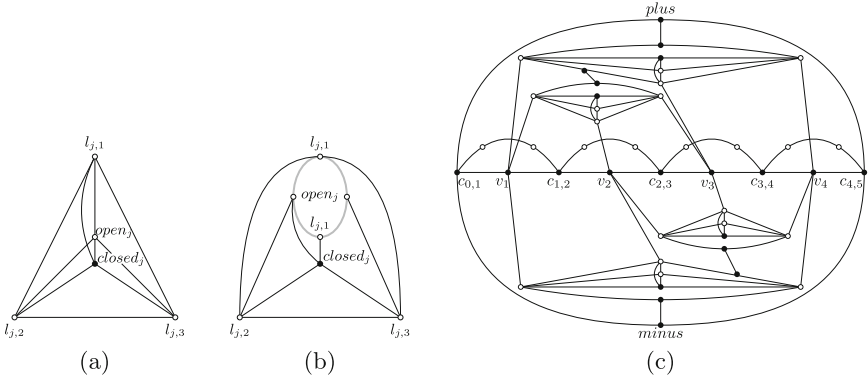 plus
l_{j,1} l_{j,1}
open_j open_j
l_{j,1}
closed_j closed_j
l_{j,2} l_{j,3} l_{j,2} l_{j,3}
c_{0,1} v_1 c_{1,2} v_2 c_{2,3} v_3 c_{3,4} v_4 c_{4,5}
minus
(a) (b) (c)